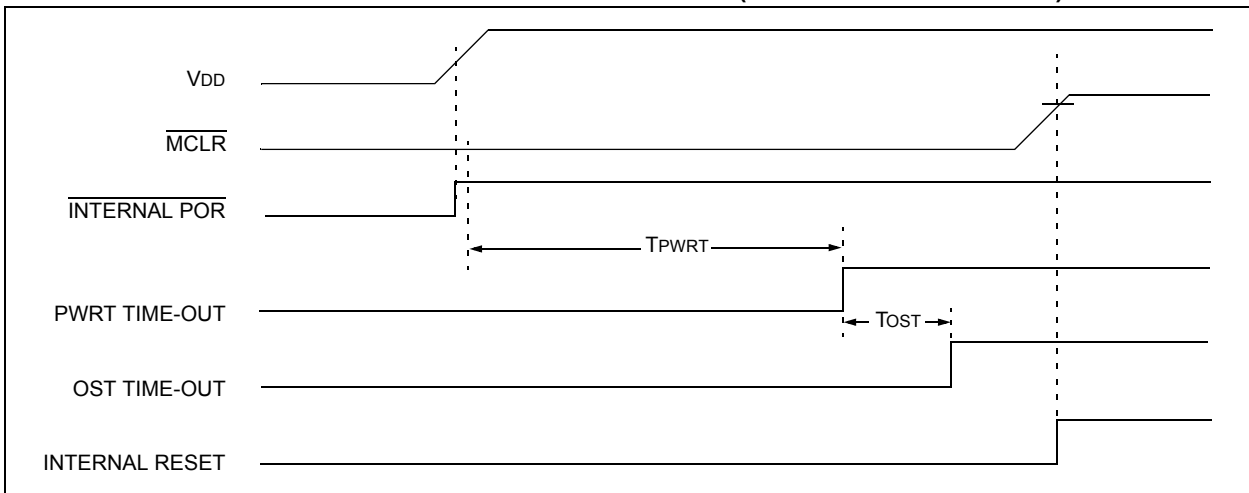 VDD
MCLR
INTERNAL POR
TPWRT
PWRT TIME-OUT
TOST
OST TIME-OUT
INTERNAL RESET